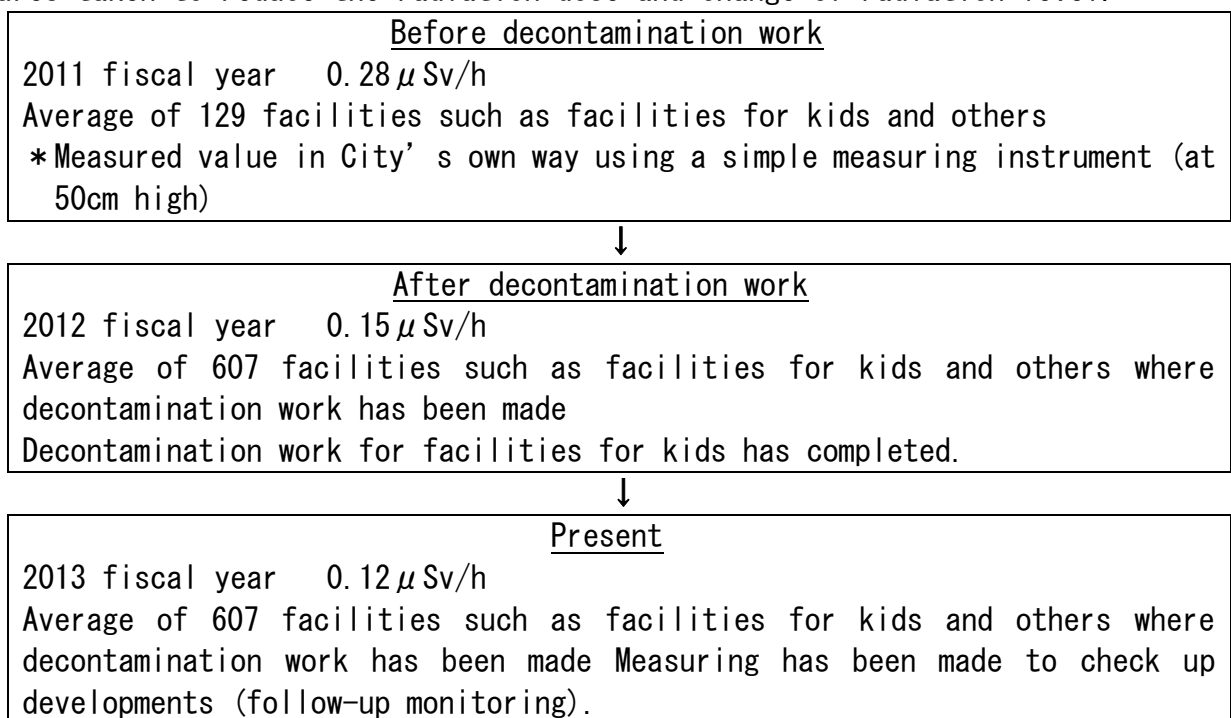 Before decontamination work
2011 fiscal year 0.28μSv/h
Average of 129 facilities such as facilities for kids and others
*Measured value in City's own way using a simple measuring instrument (at
50cm high)
↓
After decontamination work
2012 fiscal year 0.15μSv/h
Average of 607 facilities such as facilities for kids and others where
decontamination work has been made
Decontamination work for facilities for kids has completed.
↓
Present
2013 fiscal year 0.12μSv/h
Average of 607 facilities such as facilities for kids and others where
decontamination work has been made Measuring has been made to check up
developments (follow-up monitoring).